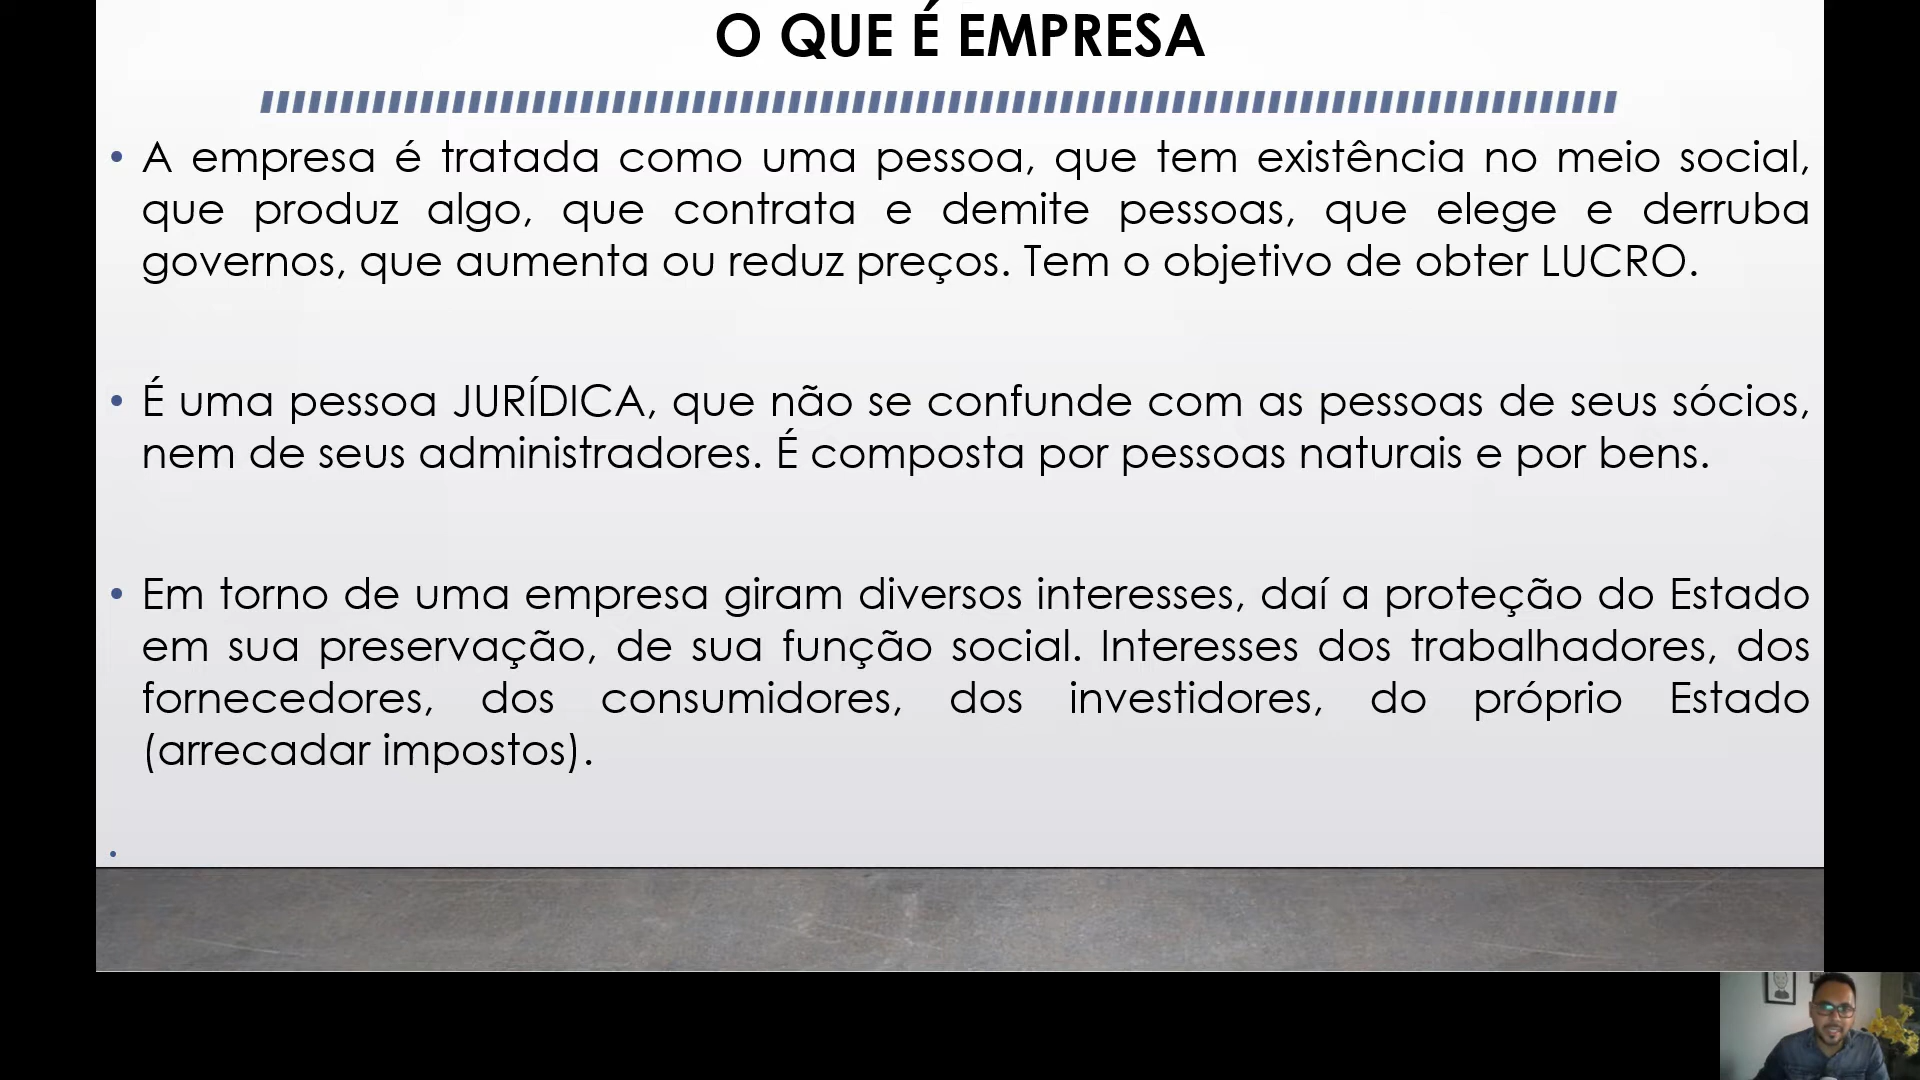 O QUE É EMPRESA
• A empresa é tratada como uma pessoa, que tem existência no meio social,
que produz algo, que contrata e demite pessoas, que elege e derruba
governos, que aumenta ou reduz preços. Tem o objetivo de obter LUCRO.
• É uma pessoa JURÍDICA, que não se confunde com as pessoas de seus sócios,
nem de seus administradores. É composta por pessoas naturais e por bens.
• Em torno de uma empresa giram diversos interesses, daí a proteção do Estado
em sua preservação, de sua função social. Interesses dos trabalhadores, dos
fornecedores, dos consumidores, dos investidores, do próprio Estado
(arrecadar impostos).